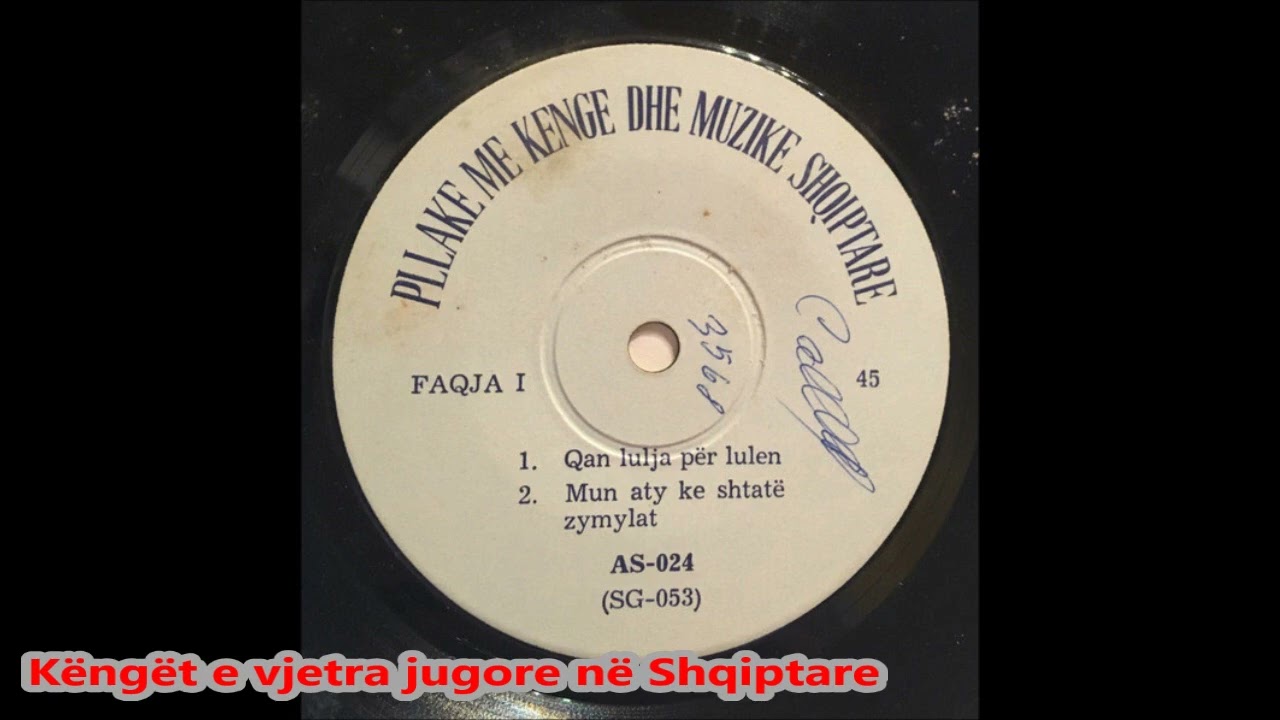 PLLAKE ME KENGE DHE MUZIKE SHQIPTARE
3568
FAQJA I
45
1. Qan lulja për lulen
2. Mun aty ke shtatë
zymylat
AS-024
(SG-053)
Këngët e vjetra jugore në Shqiptare